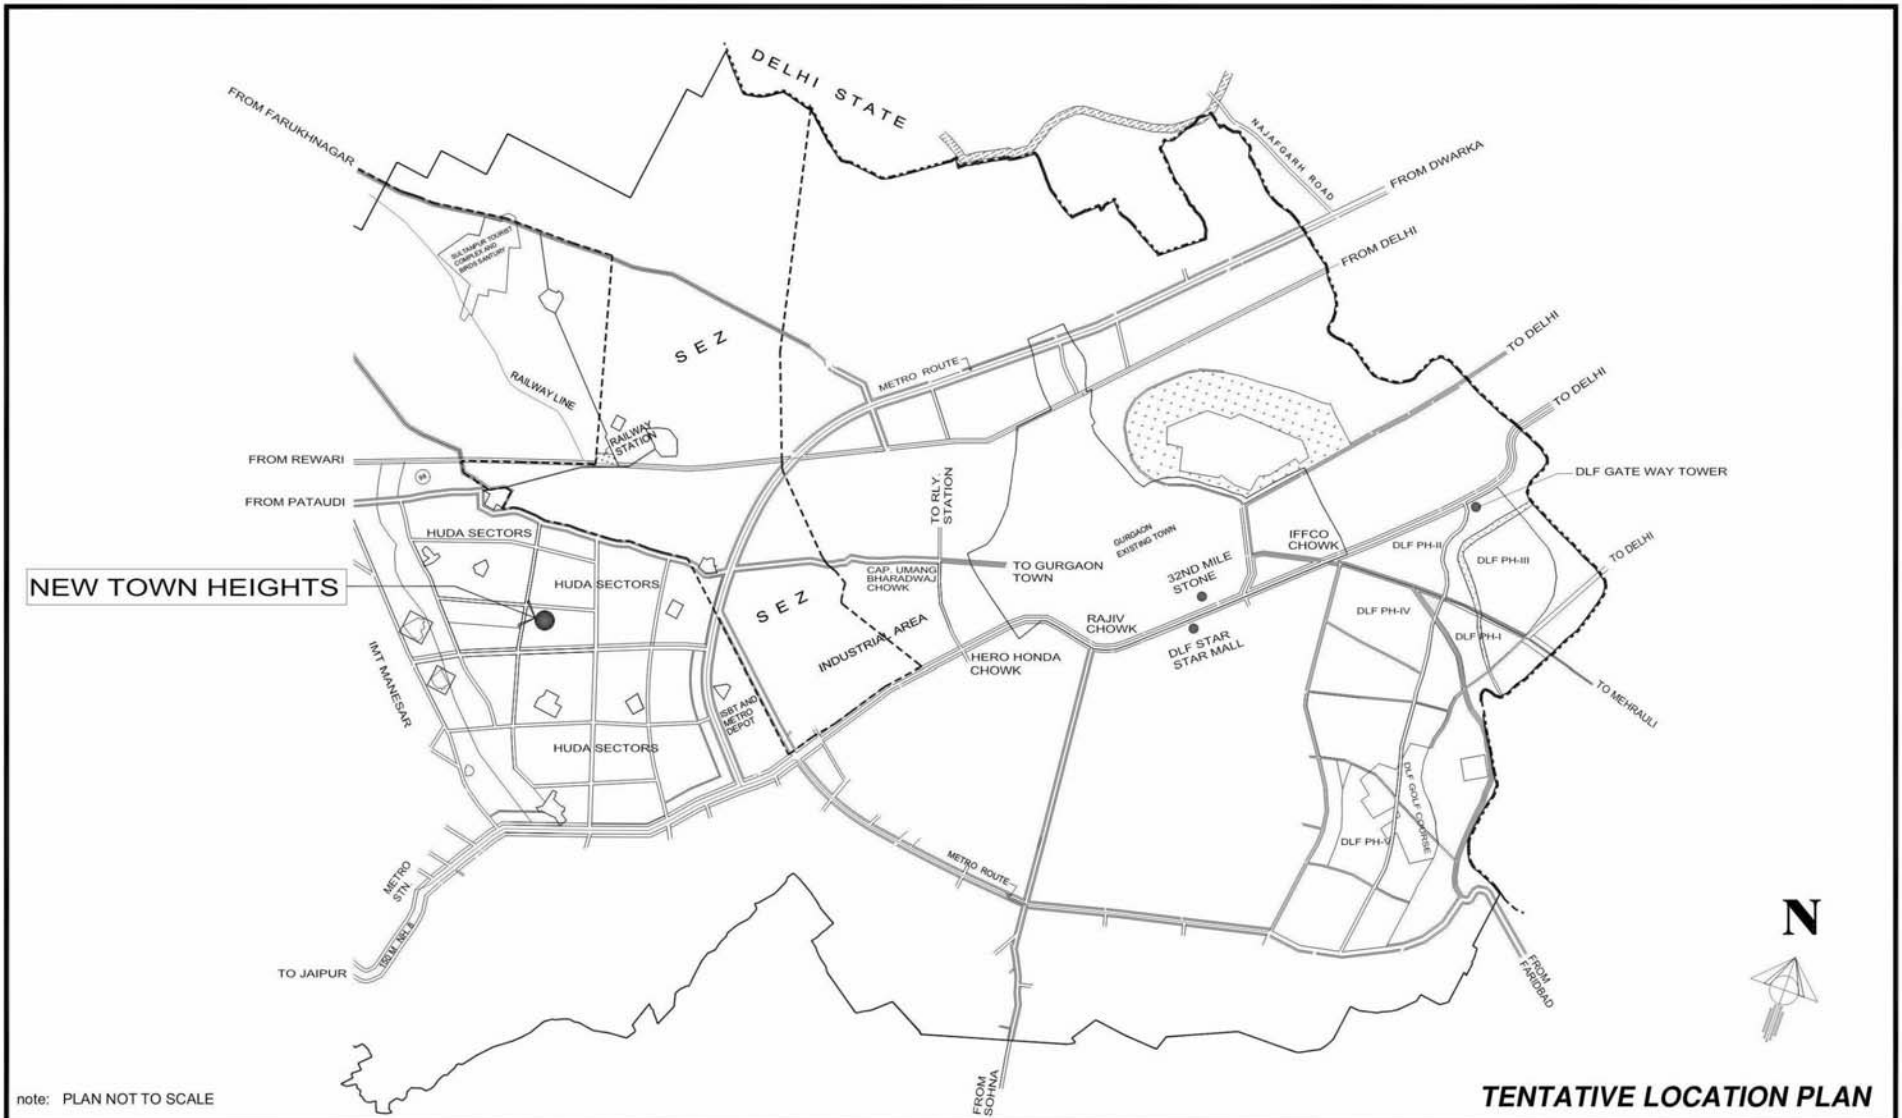 DELHI STATE
FROM FARUKHNAGAR
NAJAFGARH ROAD
FROM DWARKA
FROM DELHI
SULTANPUR TOURIST
COMPLEX AND
BIRDS SANTURY
SEZ
TO DELHI
METRO ROUTE
RAILWAY LINE
TO DELHI
RAILWAY
STATION
FROM REWARI
DLF GATE WAY TOWER
FROM PATAUDI
TO RLY.
STATION
HUDA SECTORS
GURGAON
EXISTING TOWN
IFFCO
CHOWK
DLF PH-II
TO DELHI
DLF PH-III
NEW TOWN HEIGHTS
HUDA SECTORS
CAP. UMANG
BHARADWAJ
CHOWK
TO GURGAON
TOWN
32ND MILE
STONE
SEZ
DLF PH-IV
RAJIV
CHOWK
DLF PH-I
INDUSTRIAL AREA
HERO HONDA
CHOWK
DLF STAR
STAR MALL
IMT MANESAR
TO MEHRAULI
ISBT AND
METRO
DEPOT
HUDA SECTORS
DLF GOLF COURSE
DLF PH-V
METRO ROUTE
METRO
STN.
150 M. NH. 8
TO JAIPUR
N
FROM
FARIDBAD
FROM
SOHNA
note: PLAN NOT TO SCALE
TENTATIVE LOCATION PLAN